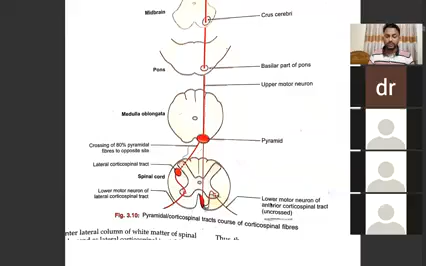 Midbrain
Crus cerebri
Basilar part of pons
Pons
Upper motor neuron
Medulla oblongata
Pyramid
Crossing of 80% pyramidal
fibres to opposite side
Lateral corticospinal tract
Spinal cord
Lower motor neuron of
lateral corticospinal tract
Lower motor neuron of
anterior corticospinal tract
(uncrossed)
Fig. 3.10: Pyramidal/corticospinal tracts course of corticospinal fibres
enter lateral column of white matter of spinal
dr